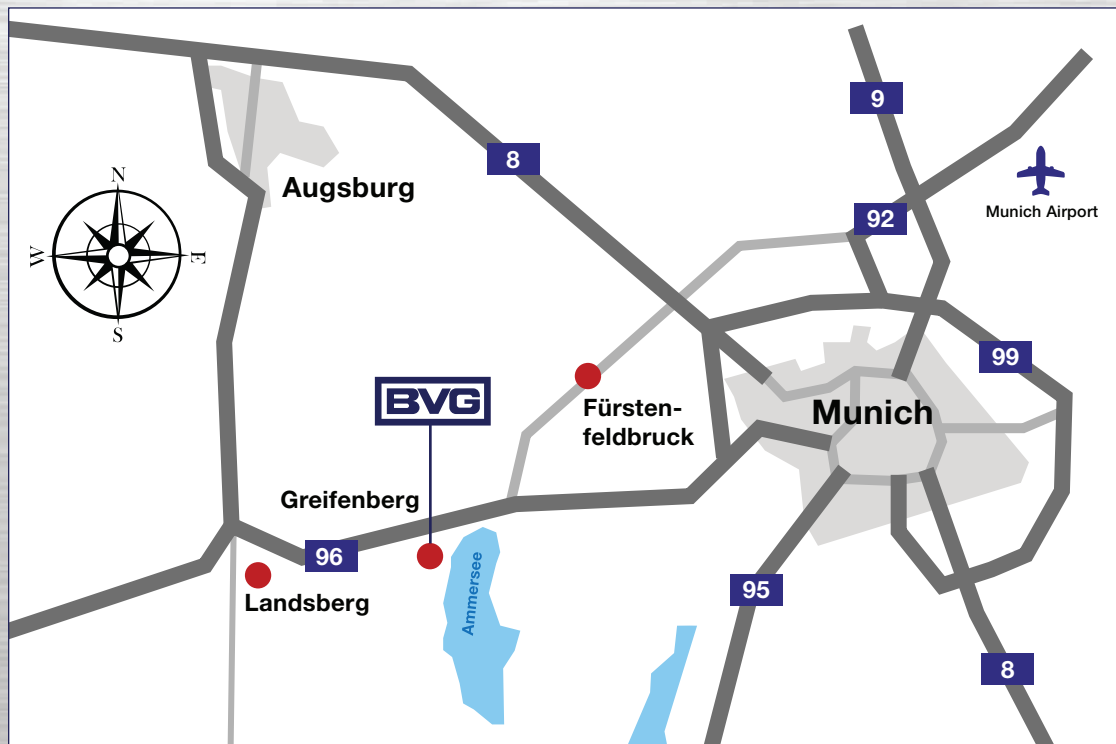 9
8
92
Munich Airport
Augsburg
N
W
E
S
99
BVG
Fürsten-
feldbruck
Munich
Greifenberg
96
Landsberg
Ammersee
95
8